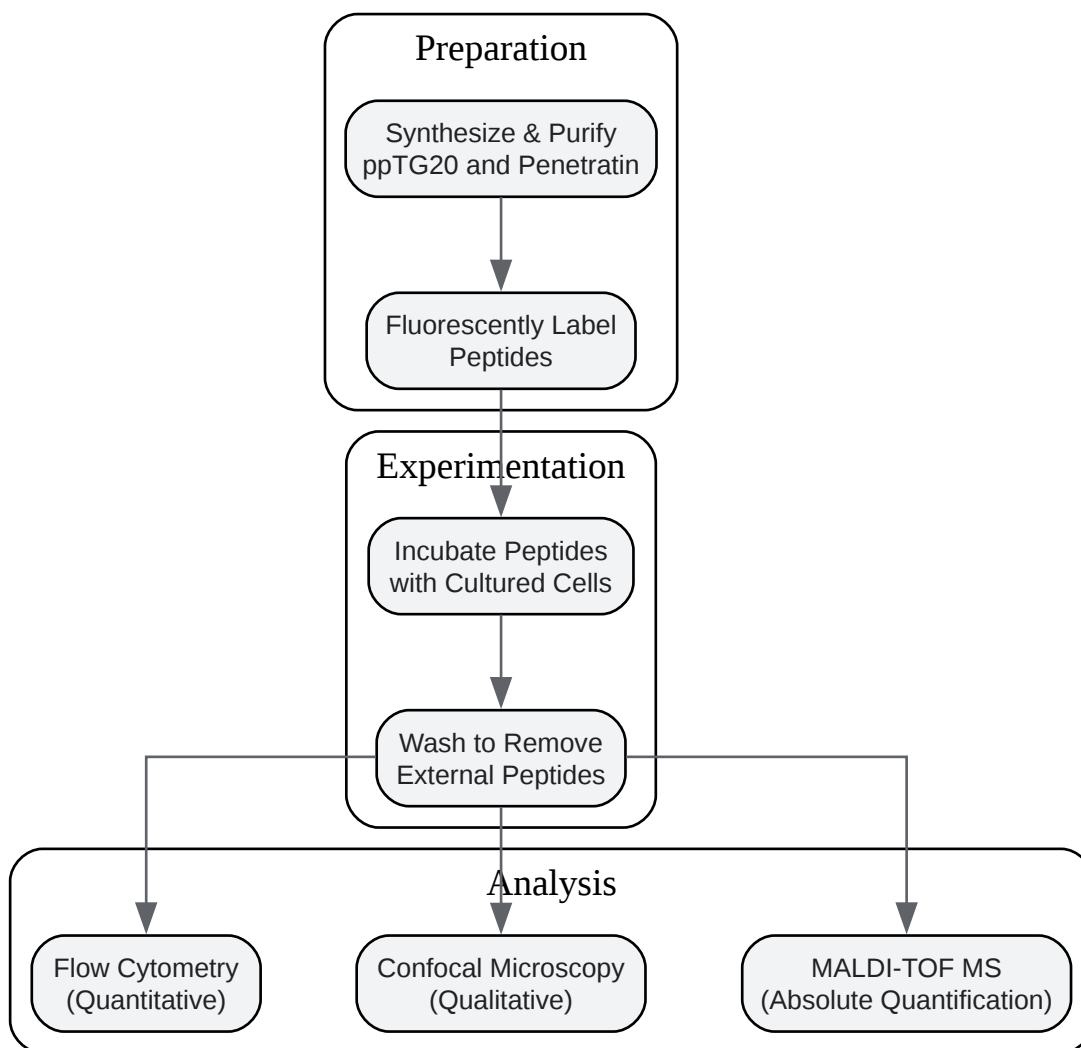 Preparation
Synthesize & Purify
ppTG20 and Penetratin
Fluorescently Label
Peptides
Experimentation
Incubate Peptides
with Cultured Cells
Wash to Remove
External Peptides
Analysis
Flow Cytometry
(Quantitative)
Confocal Microscopy
(Qualitative)
MALDI-TOF MS
(Absolute Quantification)